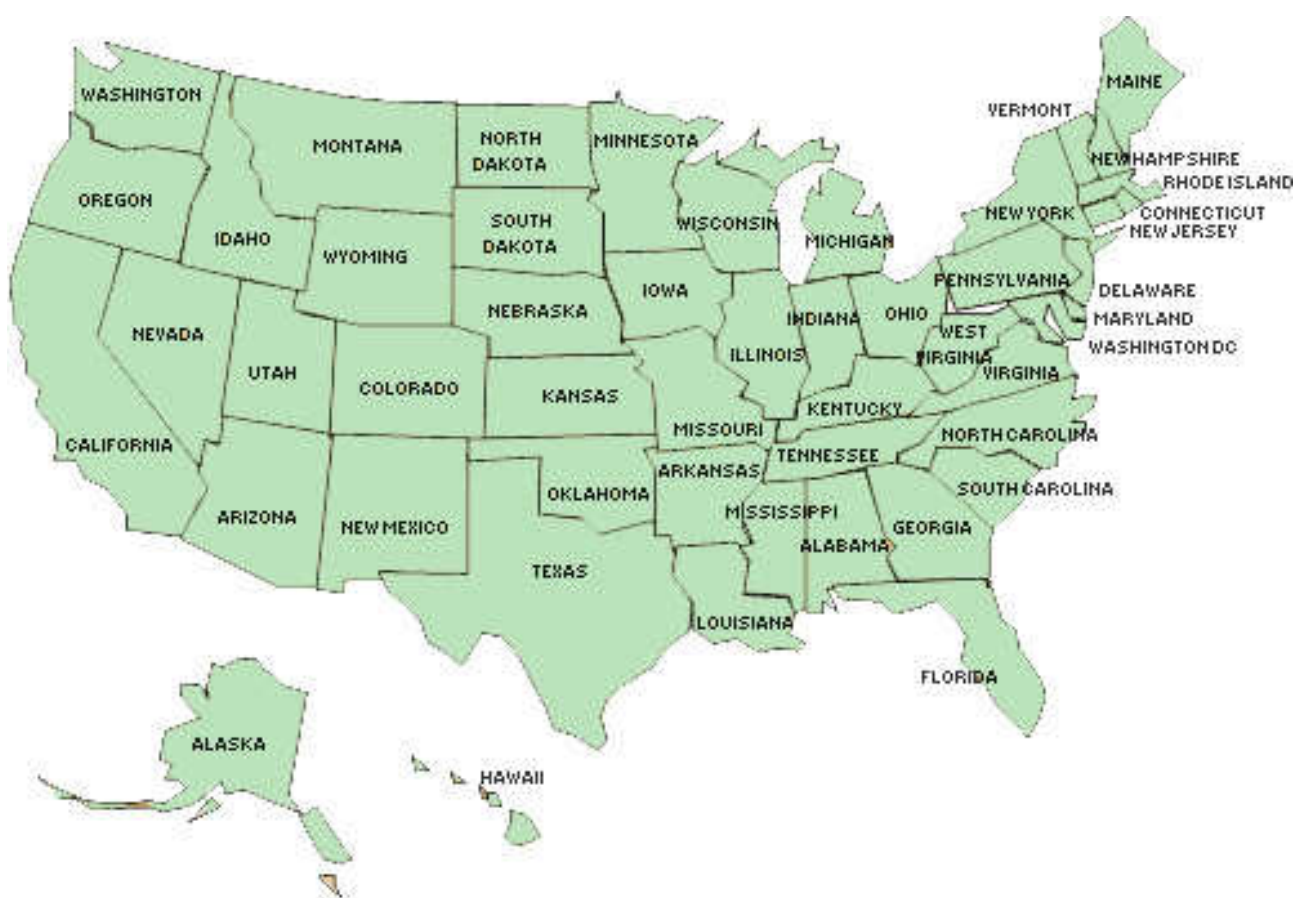 MAINE
WASHINGTON
VERMONT
MONTANA
NORTH
DAKOTA
MINNESOTA
NEW HAMPSHIRE
RHODE ISLAND
OREGON
CONNECTICUT
NEW YORK
NEW JERSEY
SOUTH
DAKOTA
WISCONSIN
MICHIGAN
IDAHO
WYOMING
PENNSYLVANIA
IOWA
DELAWARE
NEBRASKA
INDIANA
OHIO
MARYLAND
NEVADA
WEST
VIRGINIA
WASHINGTON DC
ILLINOIS
UTAH
VIRGINIA
COLORADO
KANSAS
KENTUCKY
MISSOURI
NORTH CAROLINA
CALIFORNIA
TENNESSEE
ARKANSAS
SOUTH CAROLINA
OKLAHOMA
MISSISSIPPI
ARIZONA
NEW MEXICO
GEORGIA
ALABAMA
TEXAS
LOUISIANA
FLORIDA
ALASKA
HAWAII